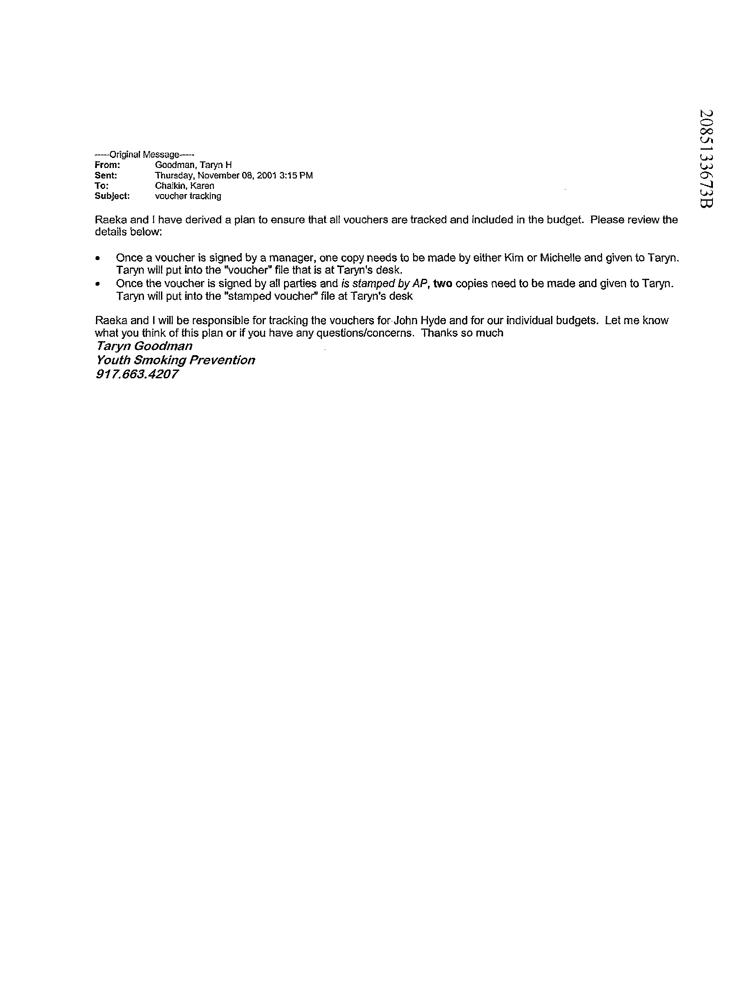 2085133673B
-----Original Message-----
From: Goodman, Taryn H
Sent: Thursday, November 08, 2001 3:15 PM
To: Chaikin, Karen
Subject: voucher tracking
Raeka and I have derived a plan to ensure that all vouchers are tracked and included in the budget.  Please review the
details below:
• Once a voucher is signed by a manager, one copy needs to be made by either Kim or Michelle and given to Taryn.
Taryn will put into the "voucher" file that is at Taryn's desk.
• Once the voucher is signed by all parties and is stamped by AP, two copies need to be made and given to Taryn.
Taryn will put into the "stamped voucher" file at Taryn's desk
Raeka and I will be responsible for tracking the vouchers for John Hyde and for our individual budgets.  Let me know
what you think of this plan or if you have any questions/concerns.  Thanks so much
Taryn Goodman
Youth Smoking Prevention
917.663.4207